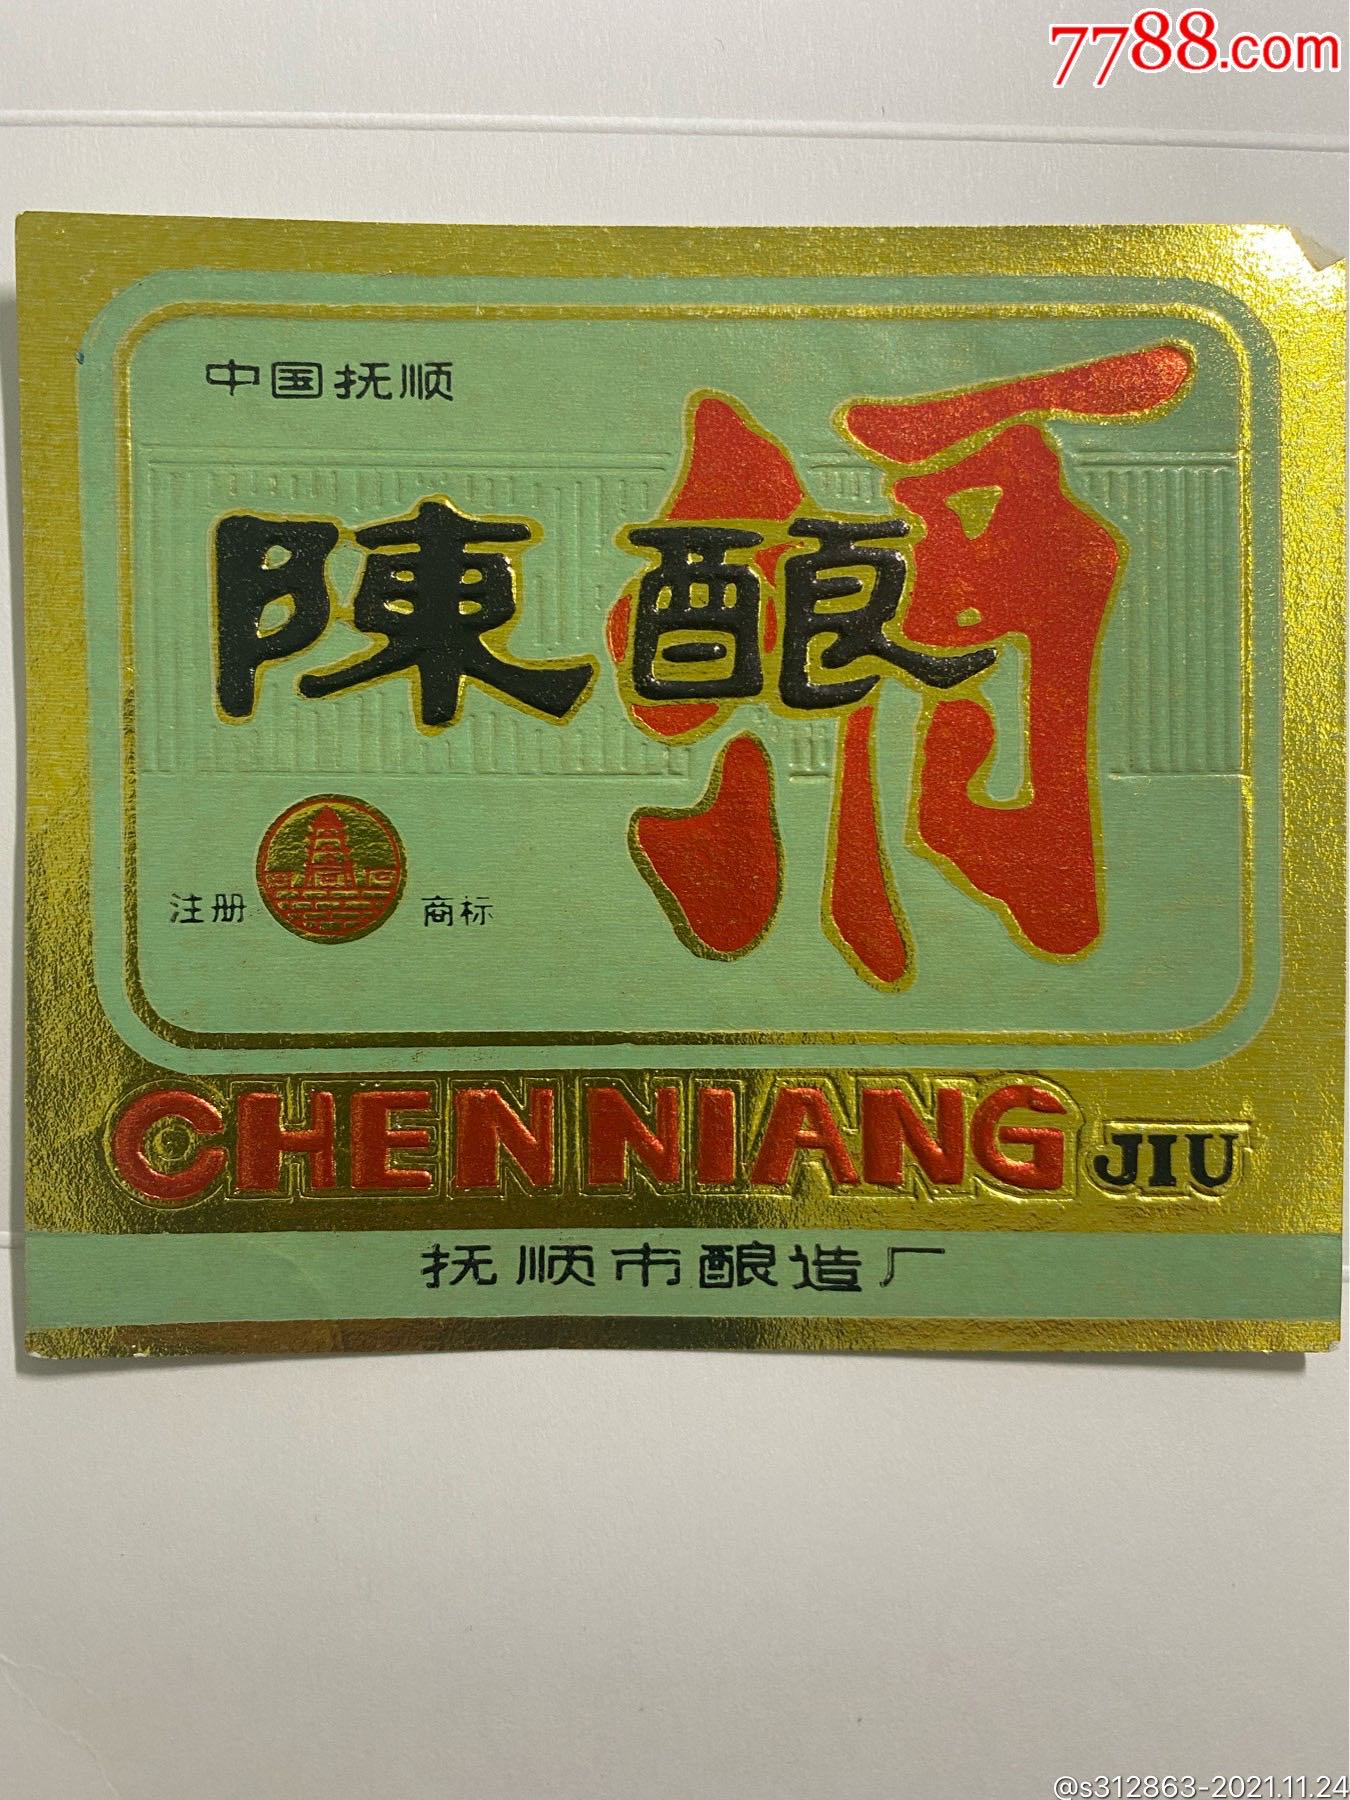 7788.com
中国抚顺
陳酿
酒
注册 商标
CHENNIANG JIU
抚顺市酿造厂
@s312863-2021.11.24